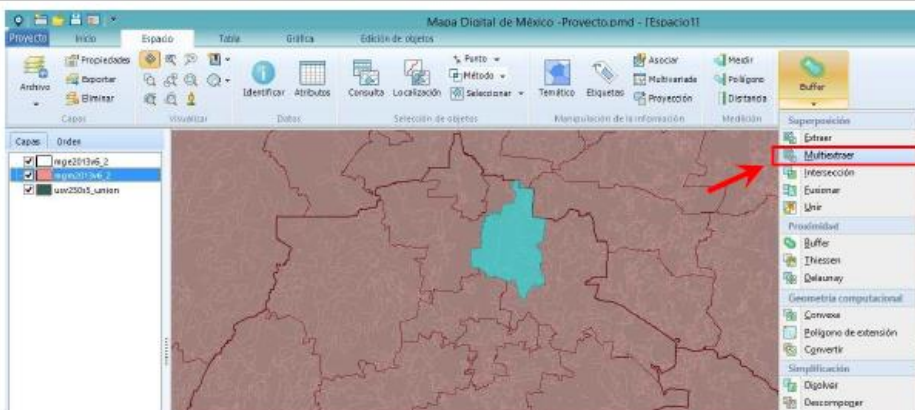 Mapa Digital de México -Proyecto.pmd - [Espacio1]
Proyecto Inicio Espacio Tabla Gráfica Edición de objetos
Archivo
Propiedades
Exportar
Eliminar
Capas
Visualizar
Identificar Atributos
Datos
Consulta Localización
Punto
Método
Seleccionar
Selección de objetos
Temático Etiquetas
Asociar
Multivariada
Proyección
Manipulación de la información
Medir
Polígono
Distancia
Medición
Buffer
Superposición
Extraer
Multiextraer
Intersección
Fusionar
Unir
Proximidad
Buffer
Thiessen
Delaunay
Geometría computacional
Convexa
Polígono de extensión
Convertir
Simplificación
Disolver
Descomponer
Capas Orden
mge2013v6_2
mgm2013v6_2
usv250s5_union